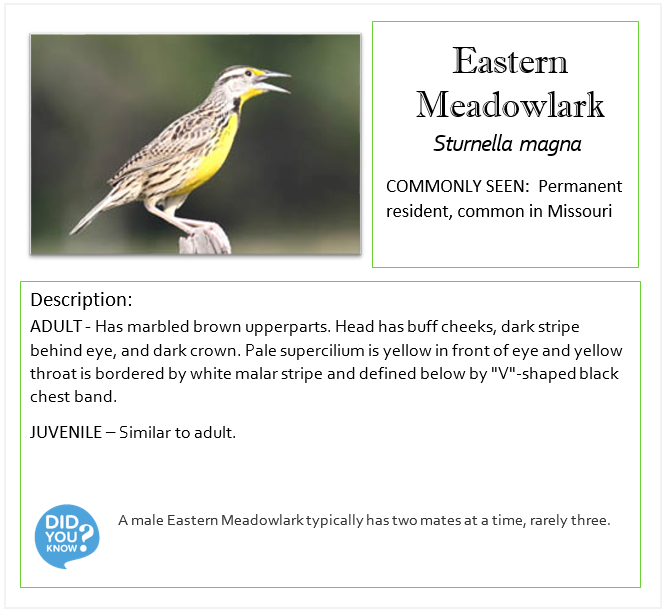 Eastern
Meadowlark
Sturnella magna
COMMONLY SEEN: Permanent
resident, common in Missouri
Description:
ADULT - Has marbled brown upperparts. Head has buff cheeks, dark stripe
behind eye, and dark crown. Pale supercilium is yellow in front of eye and yellow
throat is bordered by white malar stripe and defined below by "V"-shaped black
chest band.
JUVENILE – Similar to adult.
DID
YOU
KNOW?
A male Eastern Meadowlark typically has two mates at a time, rarely three.